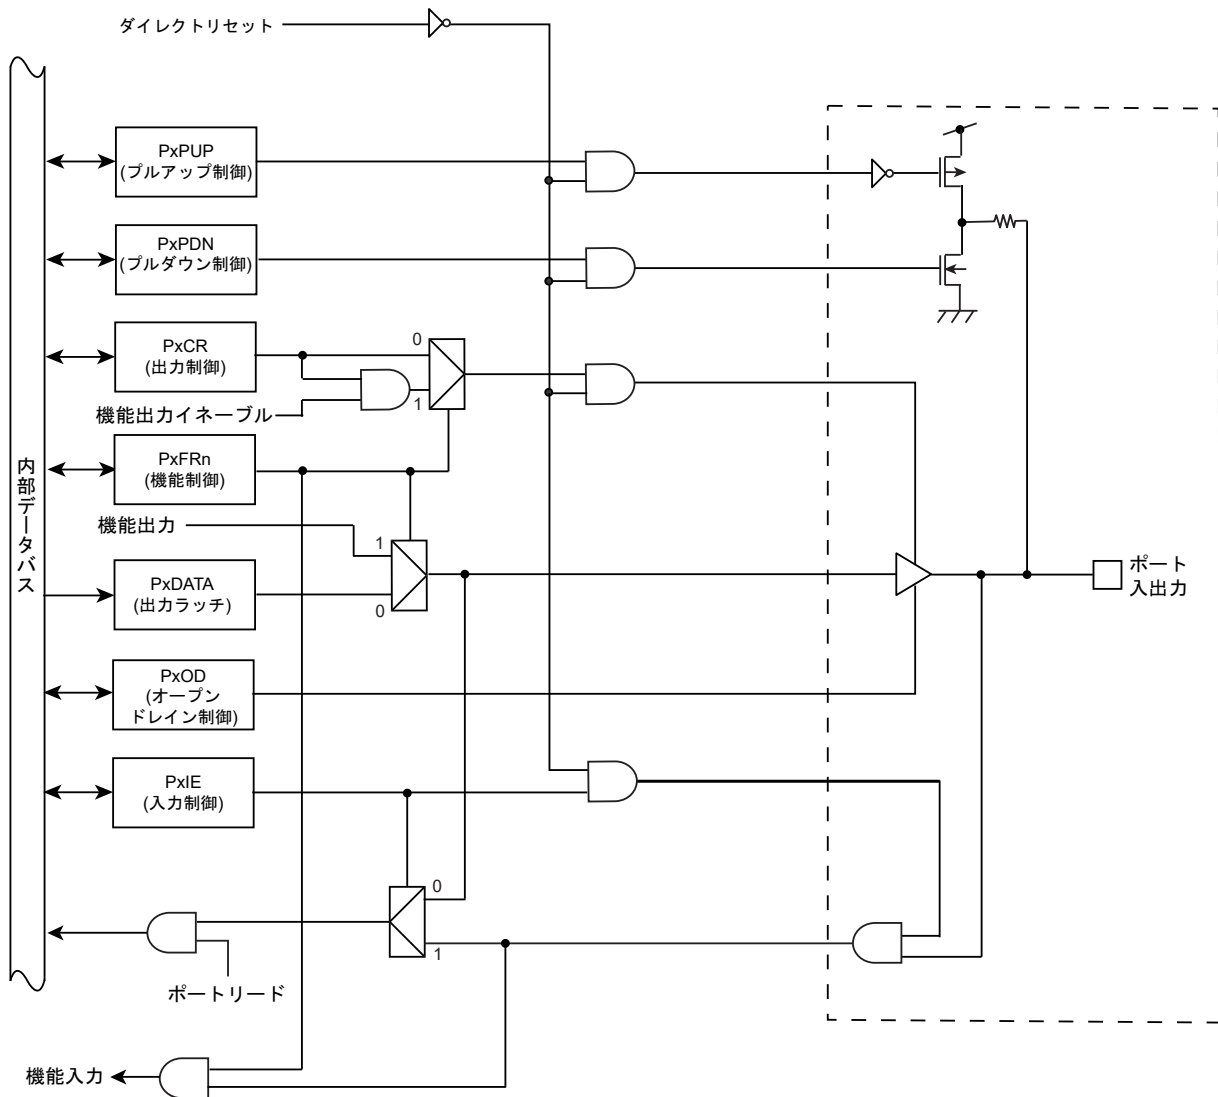 ダイレクトリセット
PxPUP
(プルアップ制御)
PxPDN
(プルダウン制御)
PxCR
(出力制御)
0
1
機能出力イネーブル
PxFRn
(機能制御)
内部データバス
機能出力
1
0
PxDATA
(出力ラッチ)
ポート
入出力
PxOD
(オープン
ドレイン制御)
PxIE
(入力制御)
0
1
ポートリード
機能入力